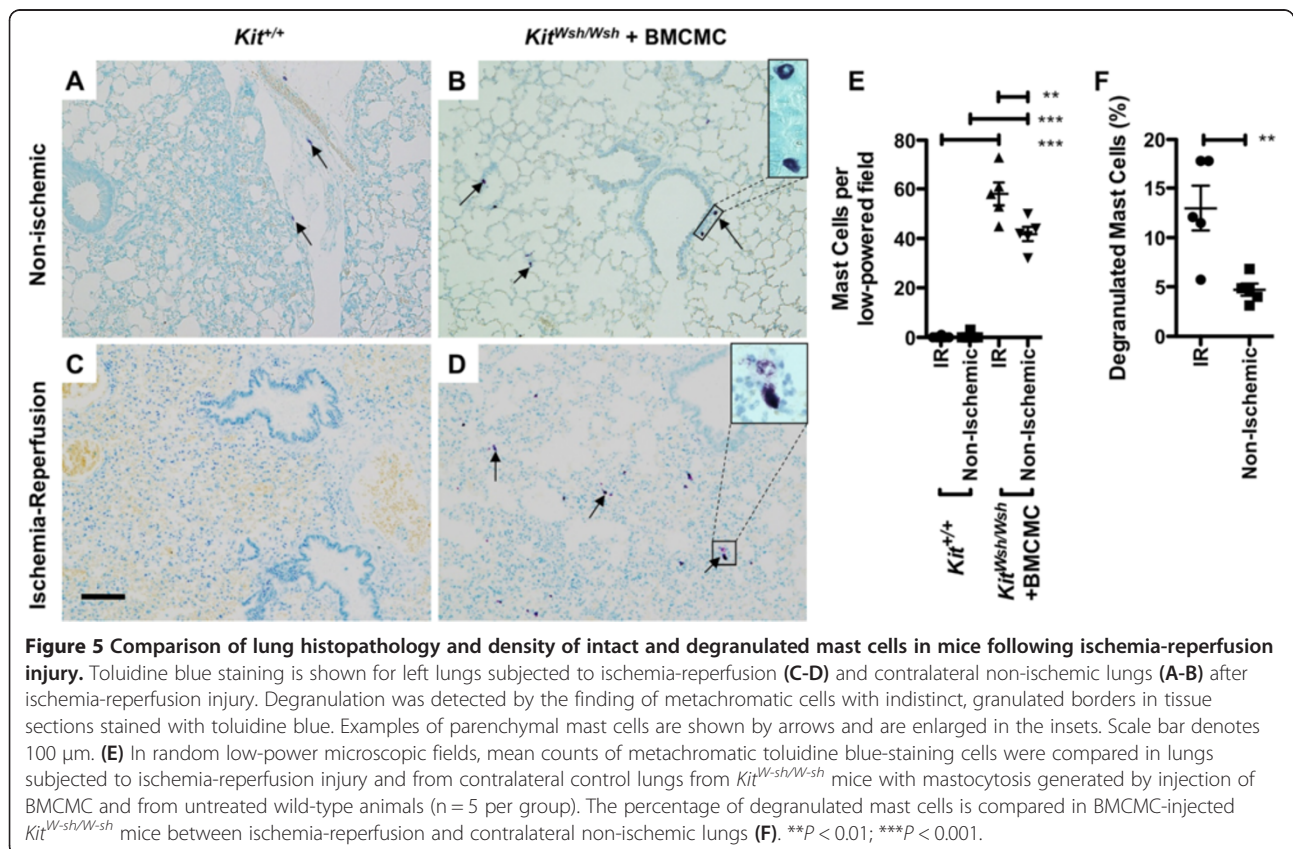 Kit+/+
KitWsh/Wsh + BMCMC
Non-ischemic
Ischemia-Reperfusion
A
B
C
D
E
**
***
***
Mast Cells per
low-powered field
80
60
40
20
0
IR
Non-Ischemic
IR
Non-Ischemic
Kit+/+
KitWsh/Wsh
+BMCMC
F
**
Degranulated Mast Cells (%)
20
15
10
5
0
IR
Non-Ischemic
Figure 5 Comparison of lung histopathology and density of intact and degranulated mast cells in mice following ischemia-reperfusion
injury. Toluidine blue staining is shown for left lungs subjected to ischemia-reperfusion (C-D) and contralateral non-ischemic lungs (A-B) after
ischemia-reperfusion injury. Degranulation was detected by the finding of metachromatic cells with indistinct, granulated borders in tissue
sections stained with toluidine blue. Examples of parenchymal mast cells are shown by arrows and are enlarged in the insets. Scale bar denotes
100 μm. (E) In random low-power microscopic fields, mean counts of metachromatic toluidine blue-staining cells were compared in lungs
subjected to ischemia-reperfusion injury and from contralateral control lungs from KitW-sh/W-sh mice with mastocytosis generated by injection of
BMCMC and from untreated wild-type animals (n = 5 per group). The percentage of degranulated mast cells is compared in BMCMC-injected
KitW-sh/W-sh mice between ischemia-reperfusion and contralateral non-ischemic lungs (F). **P < 0.01; ***P < 0.001.